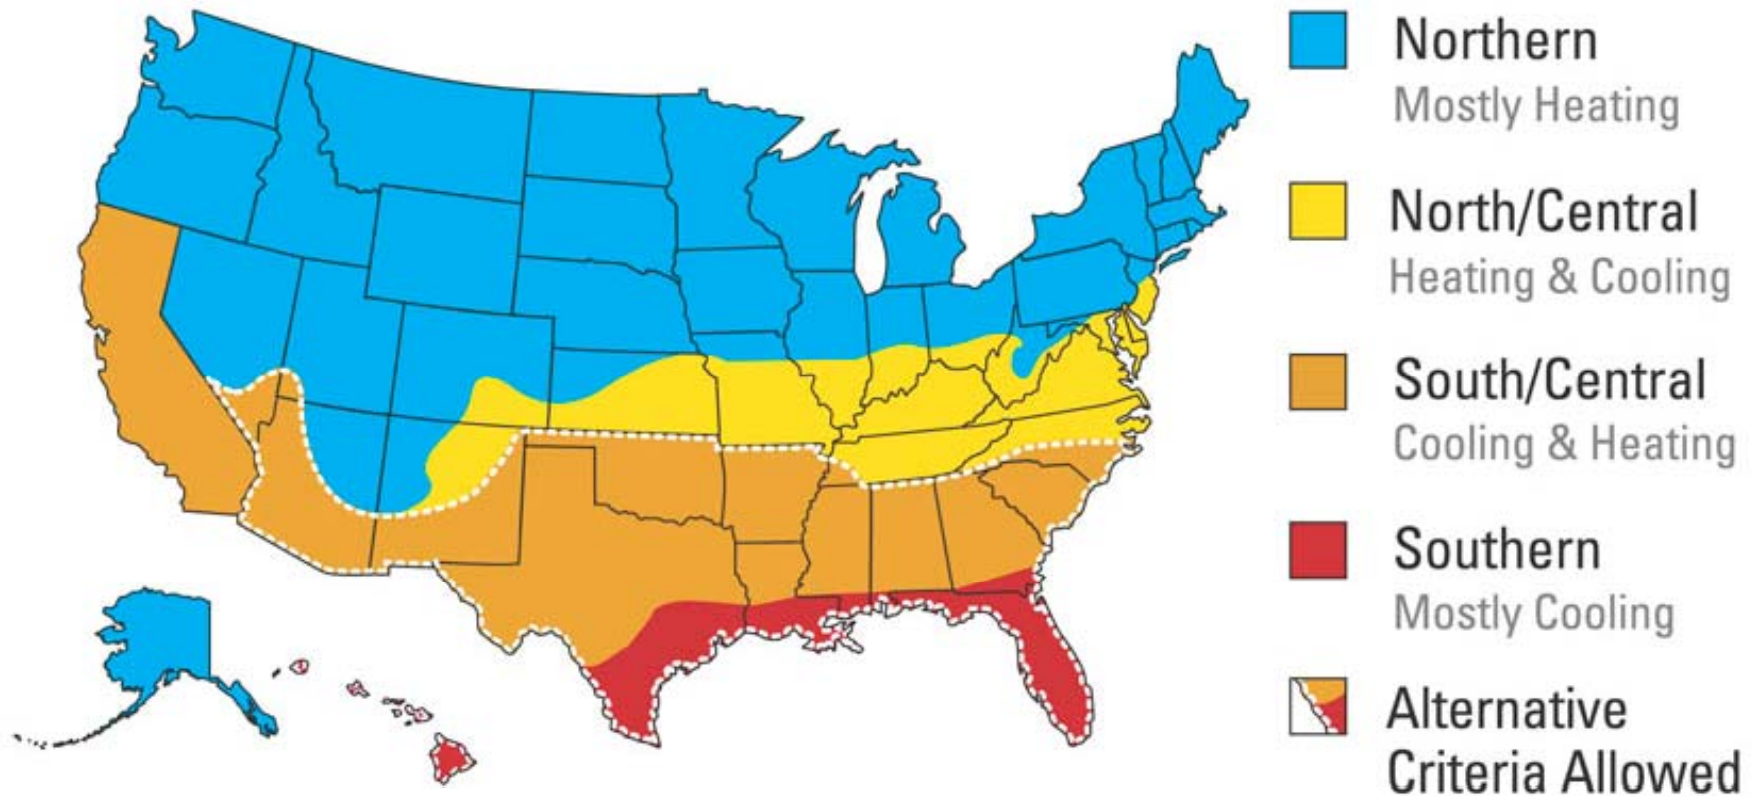 Northern
Mostly Heating
North/Central
Heating & Cooling
South/Central
Cooling & Heating
Southern
Mostly Cooling
Alternative
Criteria Allowed